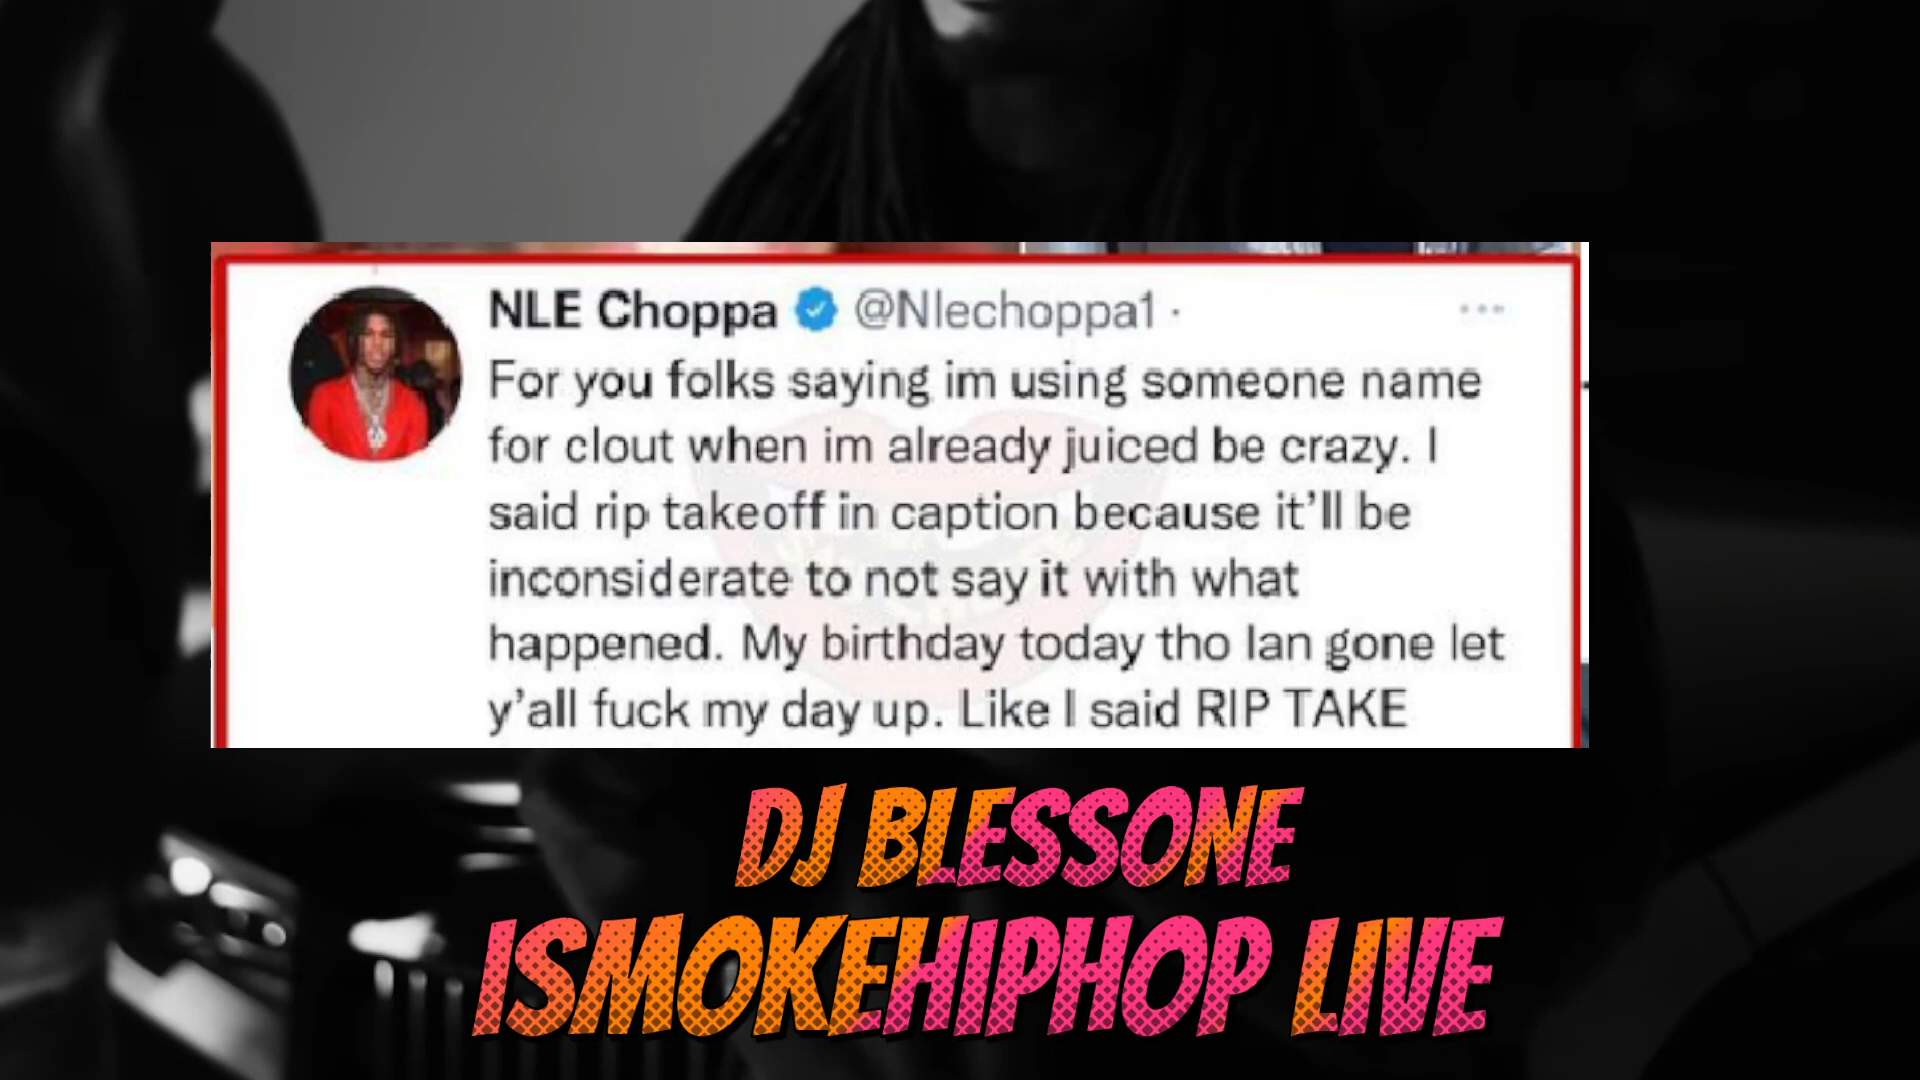 NLE Choppa @Nlechoppa1 ·
For you folks saying im using someone name
for clout when im already juiced be crazy. I
said rip takeoff in caption because it’ll be
inconsiderate to not say it with what
happened. My birthday today tho Ian gone let
y’all fuck my day up. Like I said RIP TAKE
DJ BLESSONE
ISMOKEHIPHOP LIVE